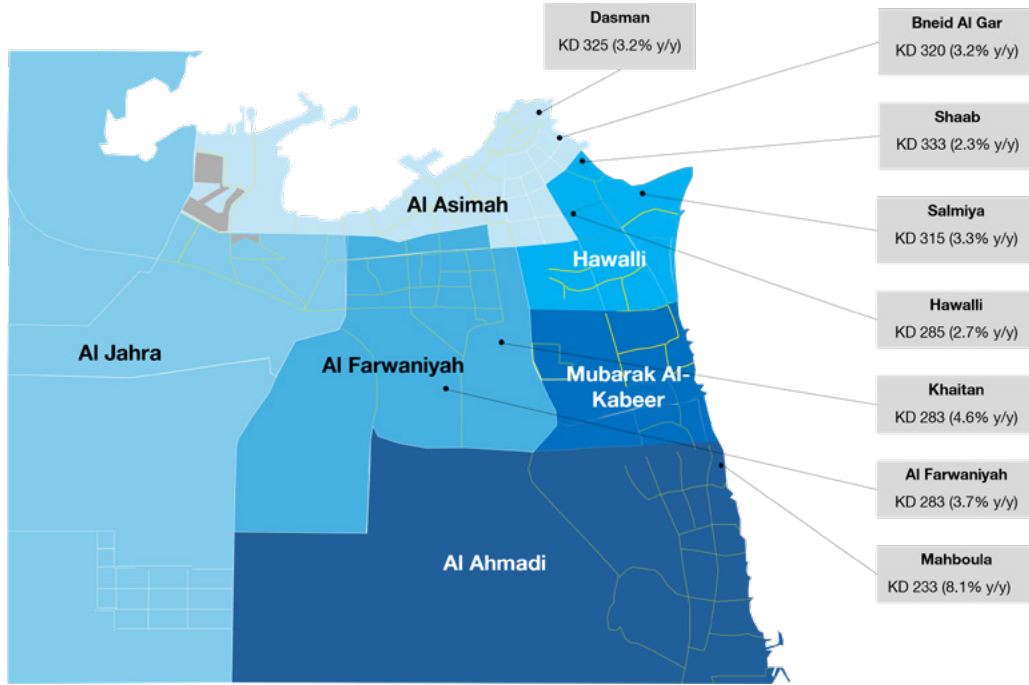 Dasman
KD 325 (3.2% y/y)
Bneid Al Gar
KD 320 (3.2% y/y)
Shaab
KD 333 (2.3% y/y)
Salmiya
KD 315 (3.3% y/y)
Hawalli
KD 285 (2.7% y/y)
Khaitan
KD 283 (4.6% y/y)
Al Farwaniyah
KD 283 (3.7% y/y)
Mahboula
KD 233 (8.1% y/y)
Al Asimah
Hawalli
Al Jahra
Al Farwaniyah
Mubarak Al-
Kabeer
Al Ahmadi